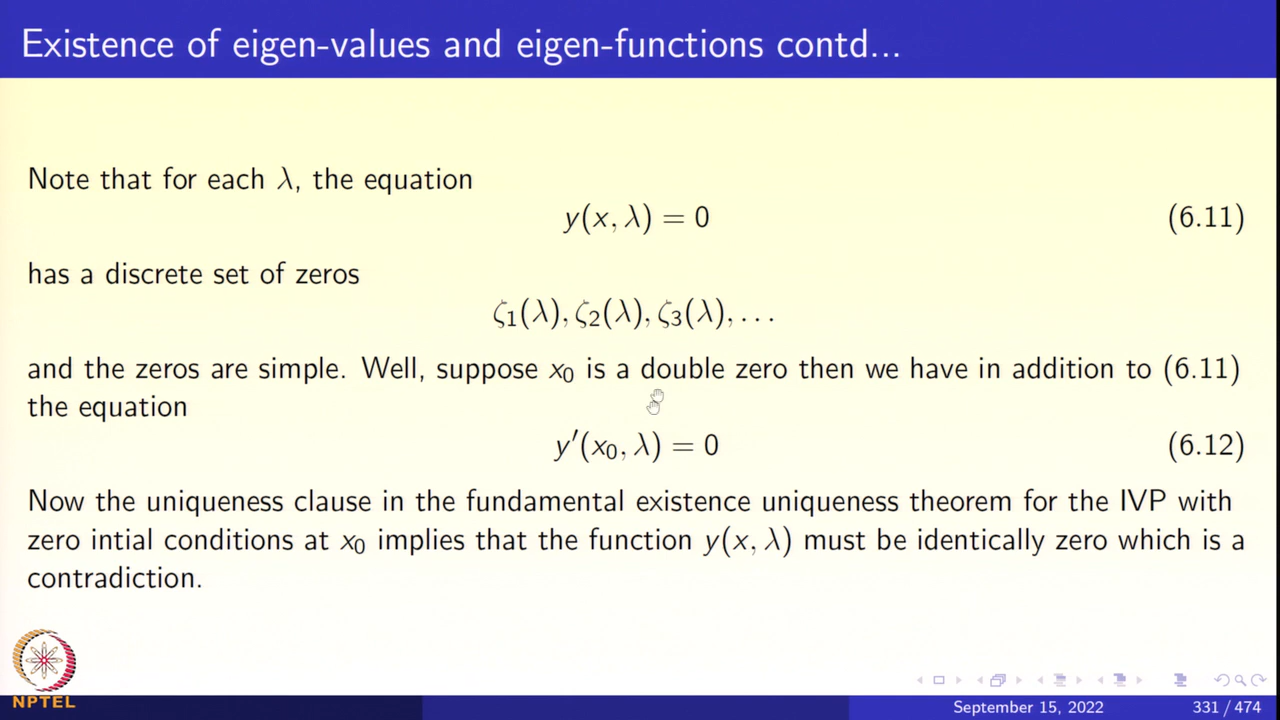 Existence of eigen-values and eigen-functions contd...
Note that for each λ, the equation
y(x, λ) = 0 (6.11)
has a discrete set of zeros
ζ₁(λ), ζ₂(λ), ζ₃(λ), . . .
and the zeros are simple. Well, suppose x₀ is a double zero then we have in addition to (6.11)
the equation
y′(x₀, λ) = 0 (6.12)
Now the uniqueness clause in the fundamental existence uniqueness theorem for the IVP with
zero intial conditions at x₀ implies that the function y(x, λ) must be identically zero which is a
contradiction.
NPTEL
September 15, 2022 331 / 474